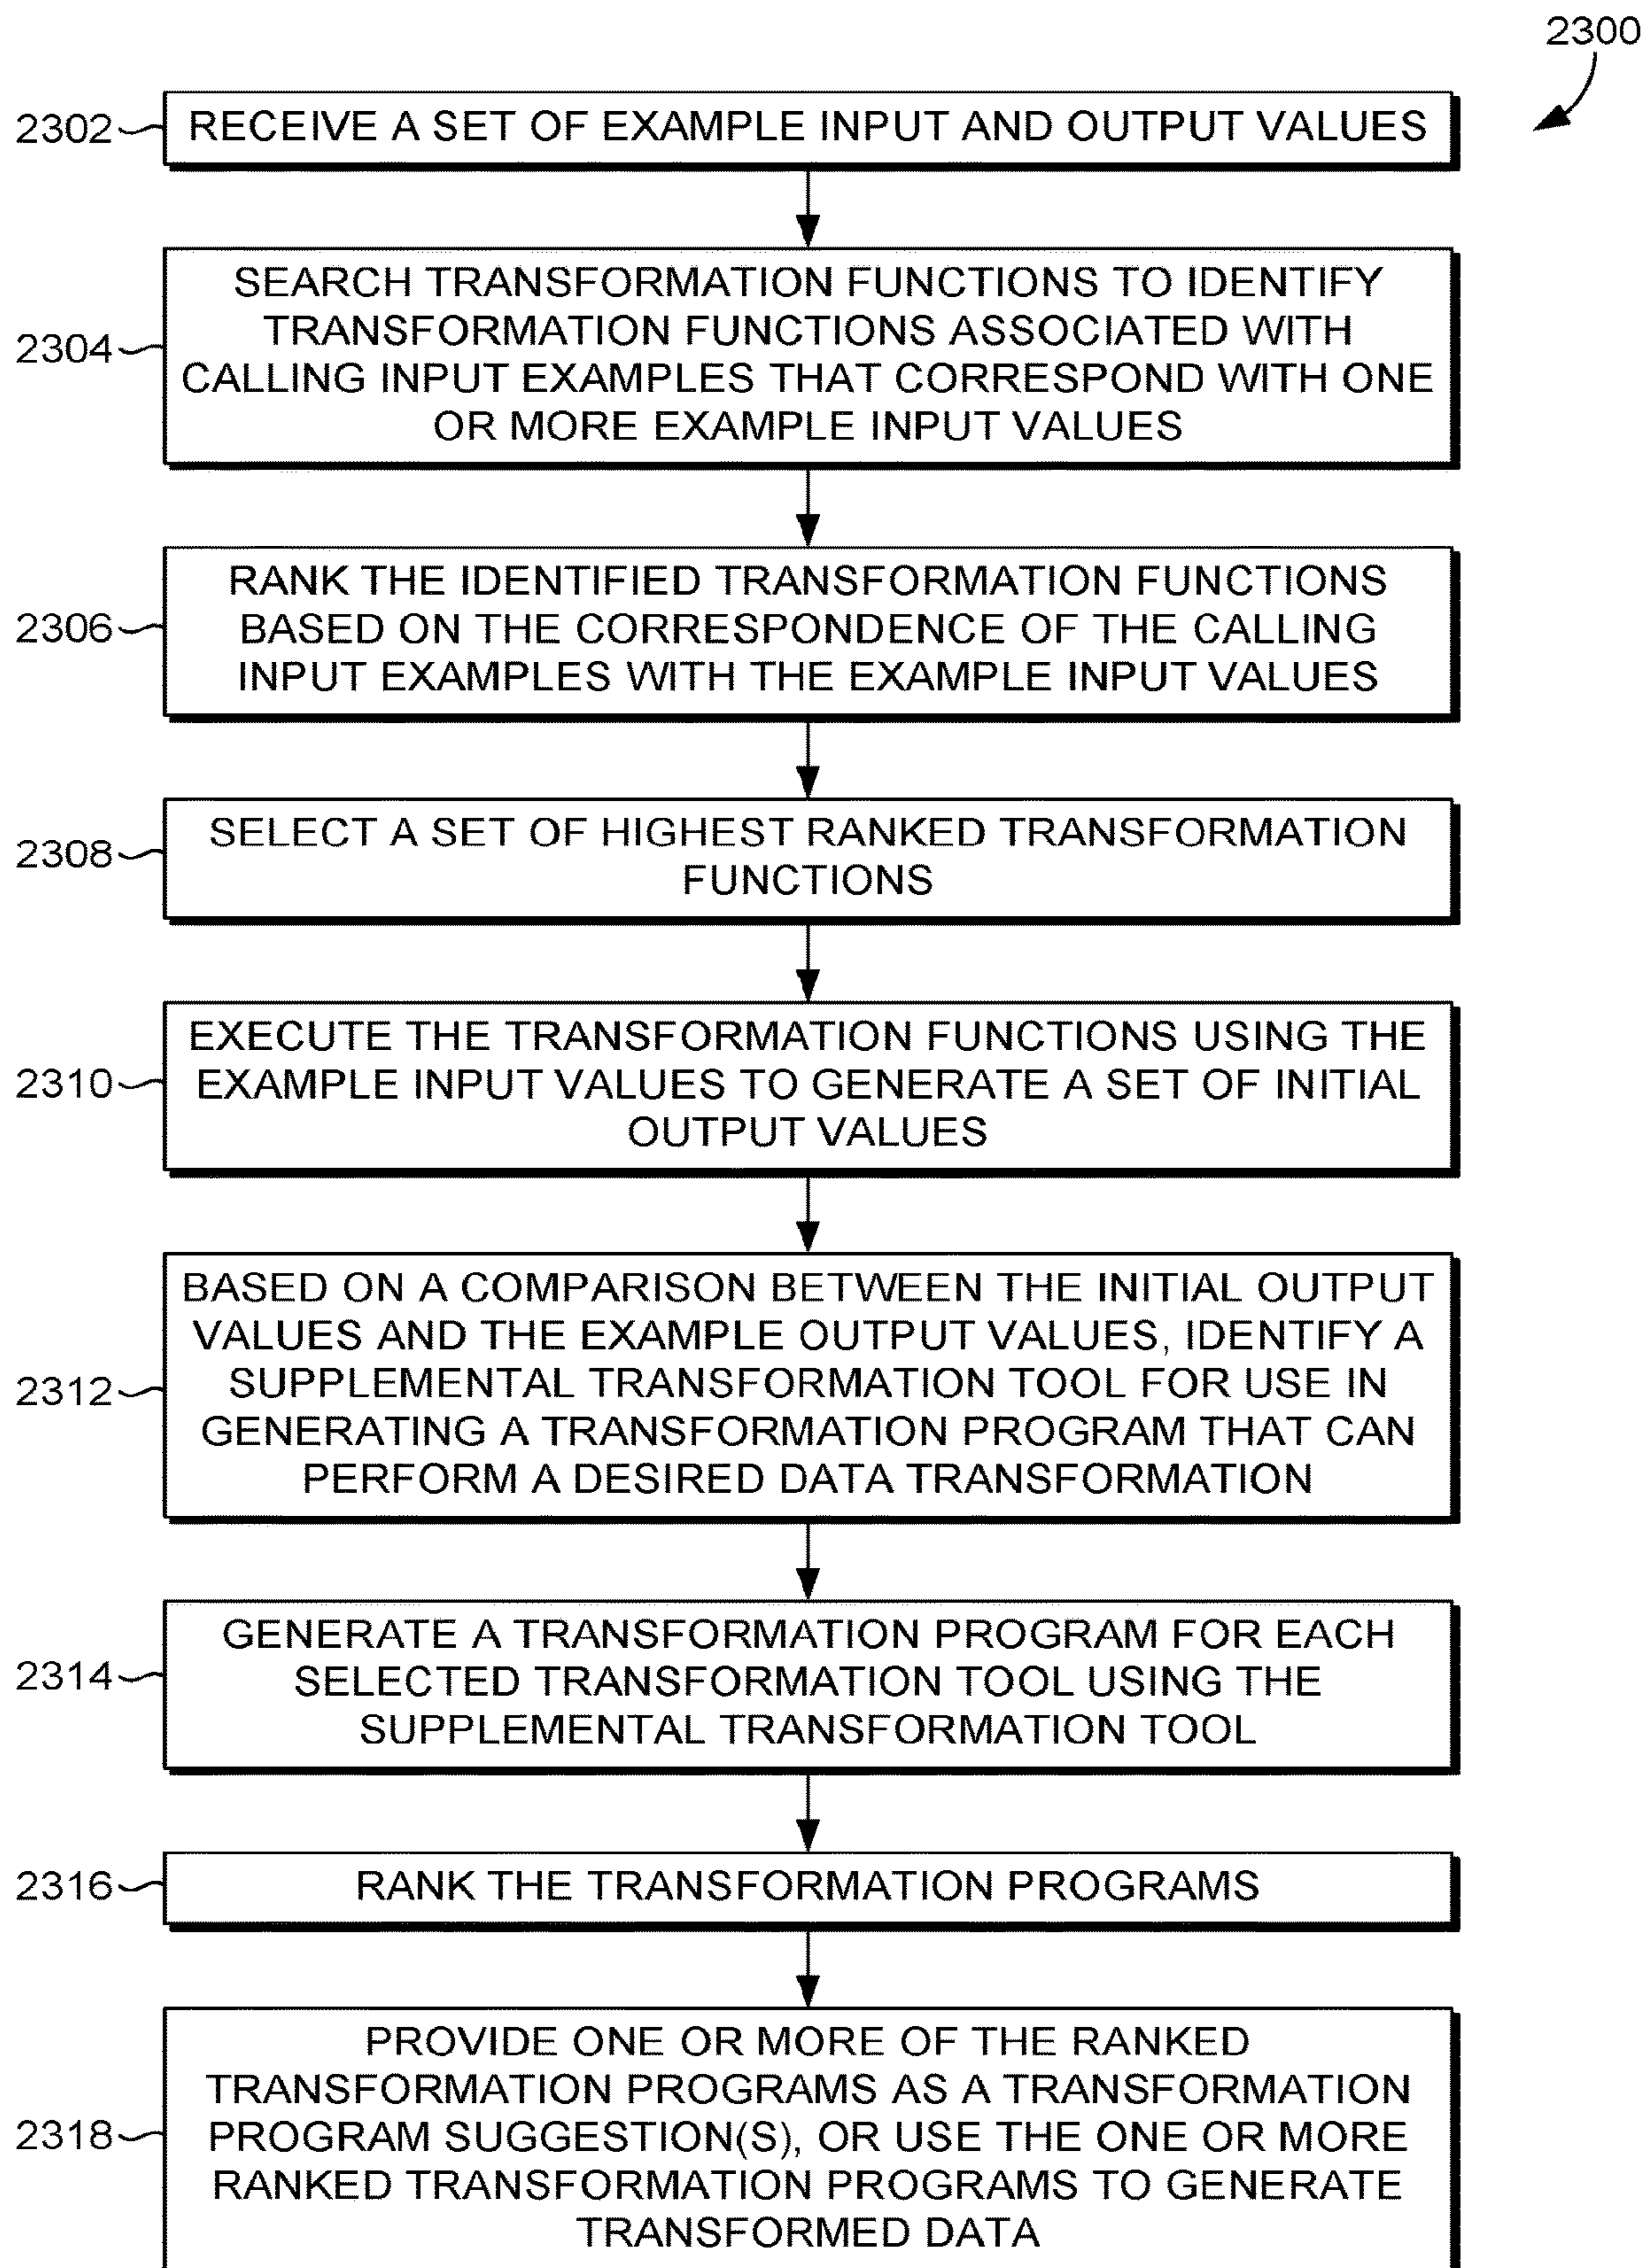 2300
2302
RECEIVE A SET OF EXAMPLE INPUT AND OUTPUT VALUES
2304
SEARCH TRANSFORMATION FUNCTIONS TO IDENTIFY
TRANSFORMATION FUNCTIONS ASSOCIATED WITH
CALLING INPUT EXAMPLES THAT CORRESPOND WITH ONE
OR MORE EXAMPLE INPUT VALUES
2306
RANK THE IDENTIFIED TRANSFORMATION FUNCTIONS
BASED ON THE CORRESPONDENCE OF THE CALLING
INPUT EXAMPLES WITH THE EXAMPLE INPUT VALUES
2308
SELECT A SET OF HIGHEST RANKED TRANSFORMATION
FUNCTIONS
2310
EXECUTE THE TRANSFORMATION FUNCTIONS USING THE
EXAMPLE INPUT VALUES TO GENERATE A SET OF INITIAL
OUTPUT VALUES
2312
BASED ON A COMPARISON BETWEEN THE INITIAL OUTPUT
VALUES AND THE EXAMPLE OUTPUT VALUES, IDENTIFY A
SUPPLEMENTAL TRANSFORMATION TOOL FOR USE IN
GENERATING A TRANSFORMATION PROGRAM THAT CAN
PERFORM A DESIRED DATA TRANSFORMATION
2314
GENERATE A TRANSFORMATION PROGRAM FOR EACH
SELECTED TRANSFORMATION TOOL USING THE
SUPPLEMENTAL TRANSFORMATION TOOL
2316
RANK THE TRANSFORMATION PROGRAMS
2318
PROVIDE ONE OR MORE OF THE RANKED
TRANSFORMATION PROGRAMS AS A TRANSFORMATION
PROGRAM SUGGESTION(S), OR USE THE ONE OR MORE
RANKED TRANSFORMATION PROGRAMS TO GENERATE
TRANSFORMED DATA